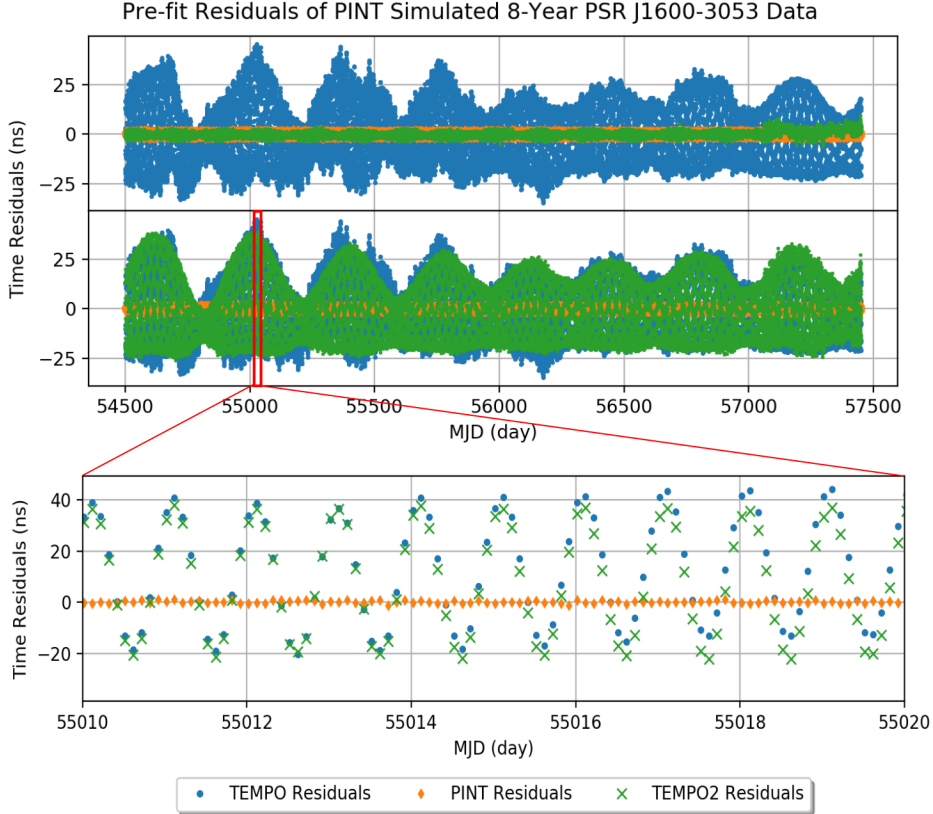 Pre-fit Residuals of PINT Simulated 8-Year PSR J1600-3053 Data
Time Residuals (ns)
25
0
−25
25
0
−25
54500 55000 55500 56000 56500 57000 57500
MJD (day)
Time Residuals (ns)
40
20
0
−20
55010 55012 55014 55016 55018 55020
MJD (day)
TEMPO Residuals PINT Residuals TEMPO2 Residuals